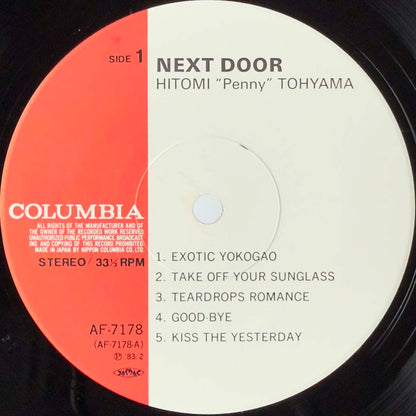 SIDE 1
NEXT DOOR
HITOMI "Penny" TOHYAMA
COLUMBIA
ALL RIGHTS OF THE MANUFACTURER AND OF
THE OWNER OF THE RECORDED WORK RESERVED
UNAUTHORIZED PUBLIC PERFORMANCE, BROADCAST-
ING AND COPYING OF THIS RECORD PROHIBITED
MADE IN JAPAN BY NIPPON COLUMBIA CO.LTD.
STEREO/33⅓RPM
AF-7178
(AF-7178-A)
Ⓟ '83.2
1. EXOTIC YOKOGAO
2. TAKE OFF YOUR SUNGLASS
3. TEARDROPS ROMANCE
4. GOOD-BYE
5. KISS THE YESTERDAY